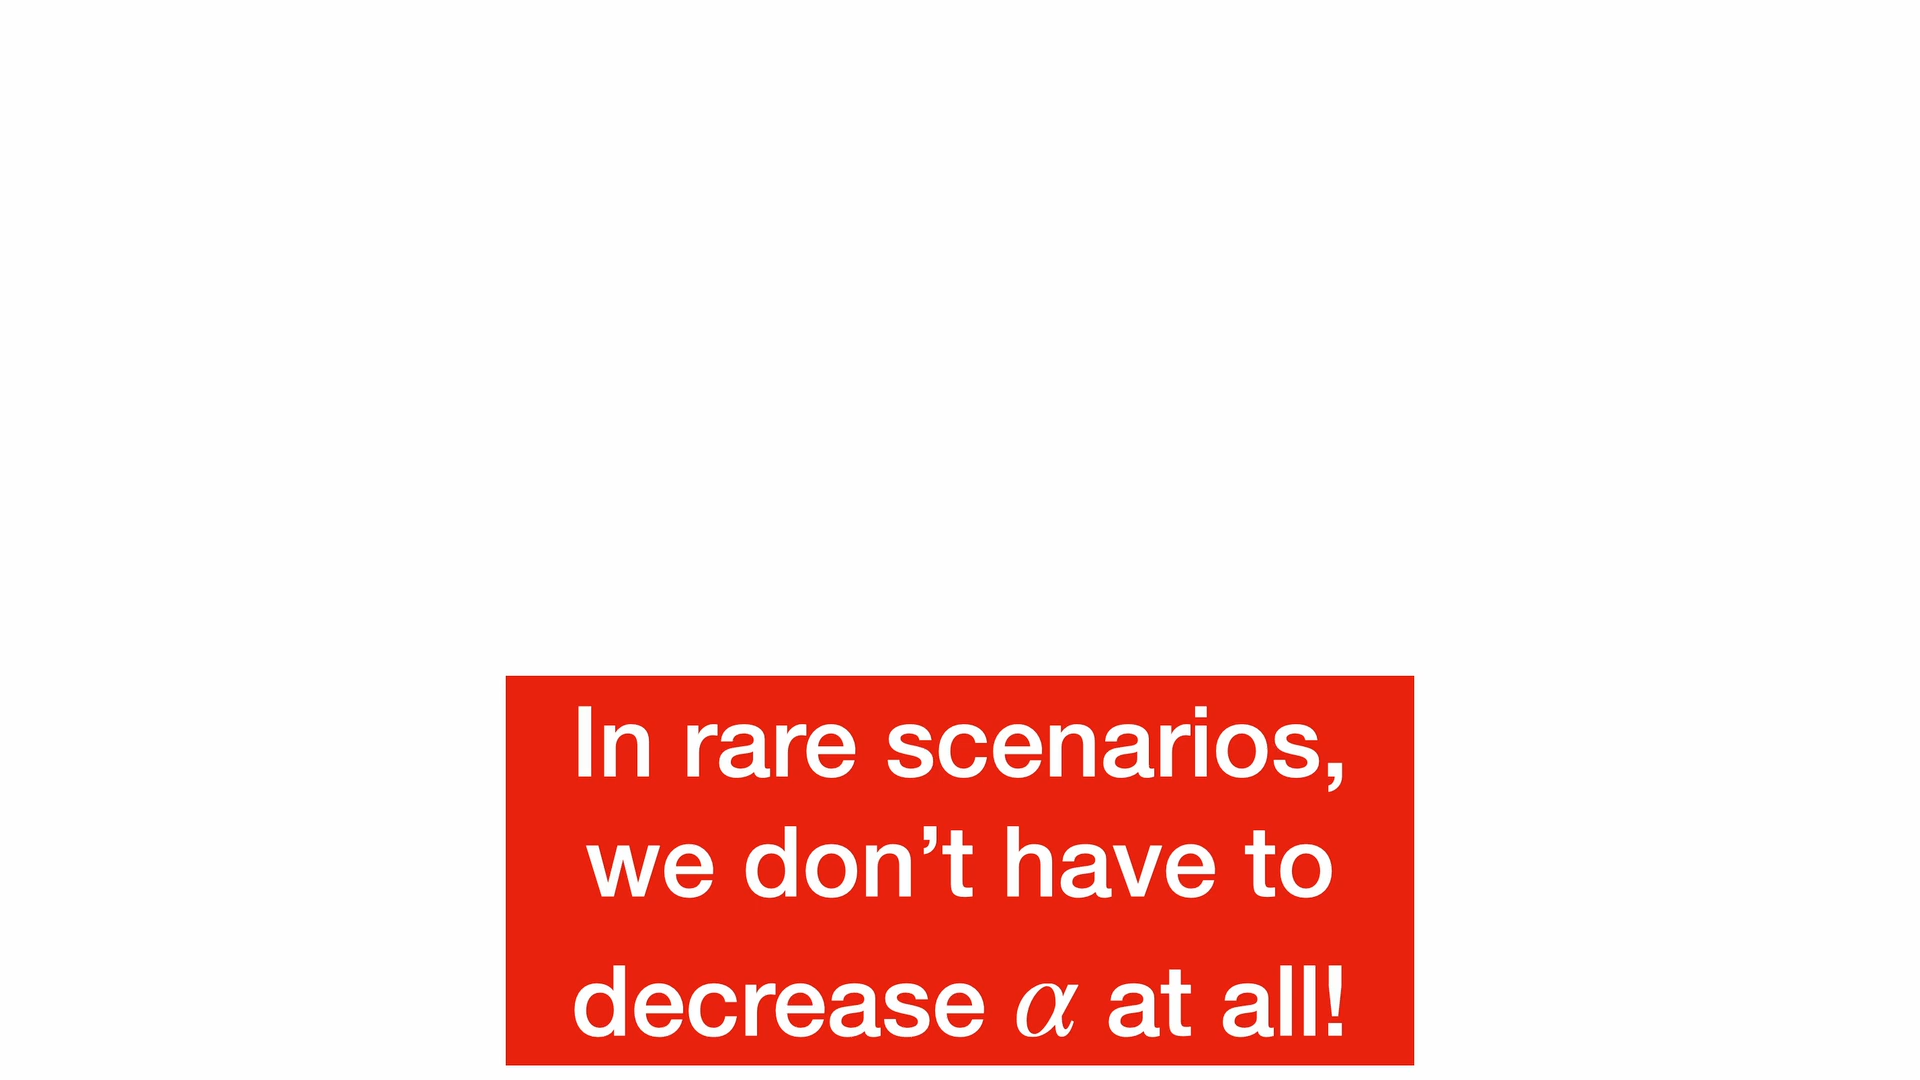 In rare scenarios,
we don’t have to
decrease α at all!